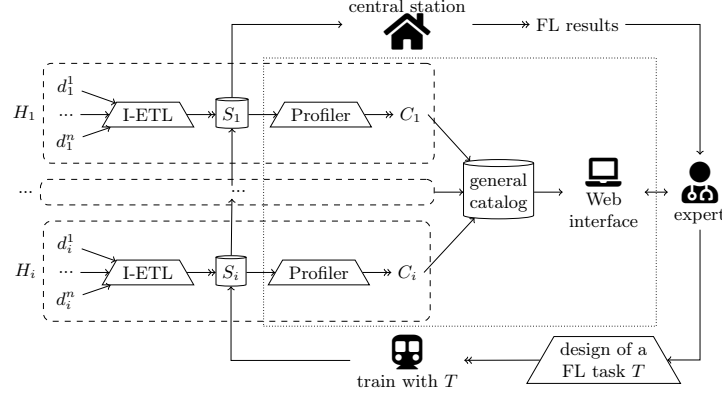 central station
FL results
H₁
d₁¹
...
d₁ⁿ
I-ETL
S₁
Profiler
C₁
...
...
general
catalog
Web
interface
expert
Hᵢ
dᵢ¹
...
dᵢⁿ
I-ETL
Sᵢ
Profiler
Cᵢ
train with T
design of a
FL task T